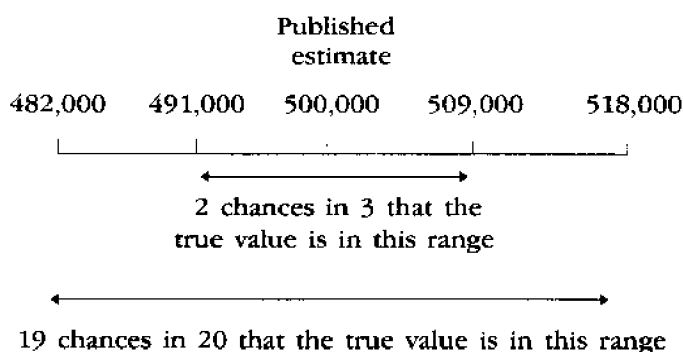 Published
estimate
482,000 491,000 500,000 509,000 518,000
2 chances in 3 that the
true value is in this range
19 chances in 20 that the true value is in this range